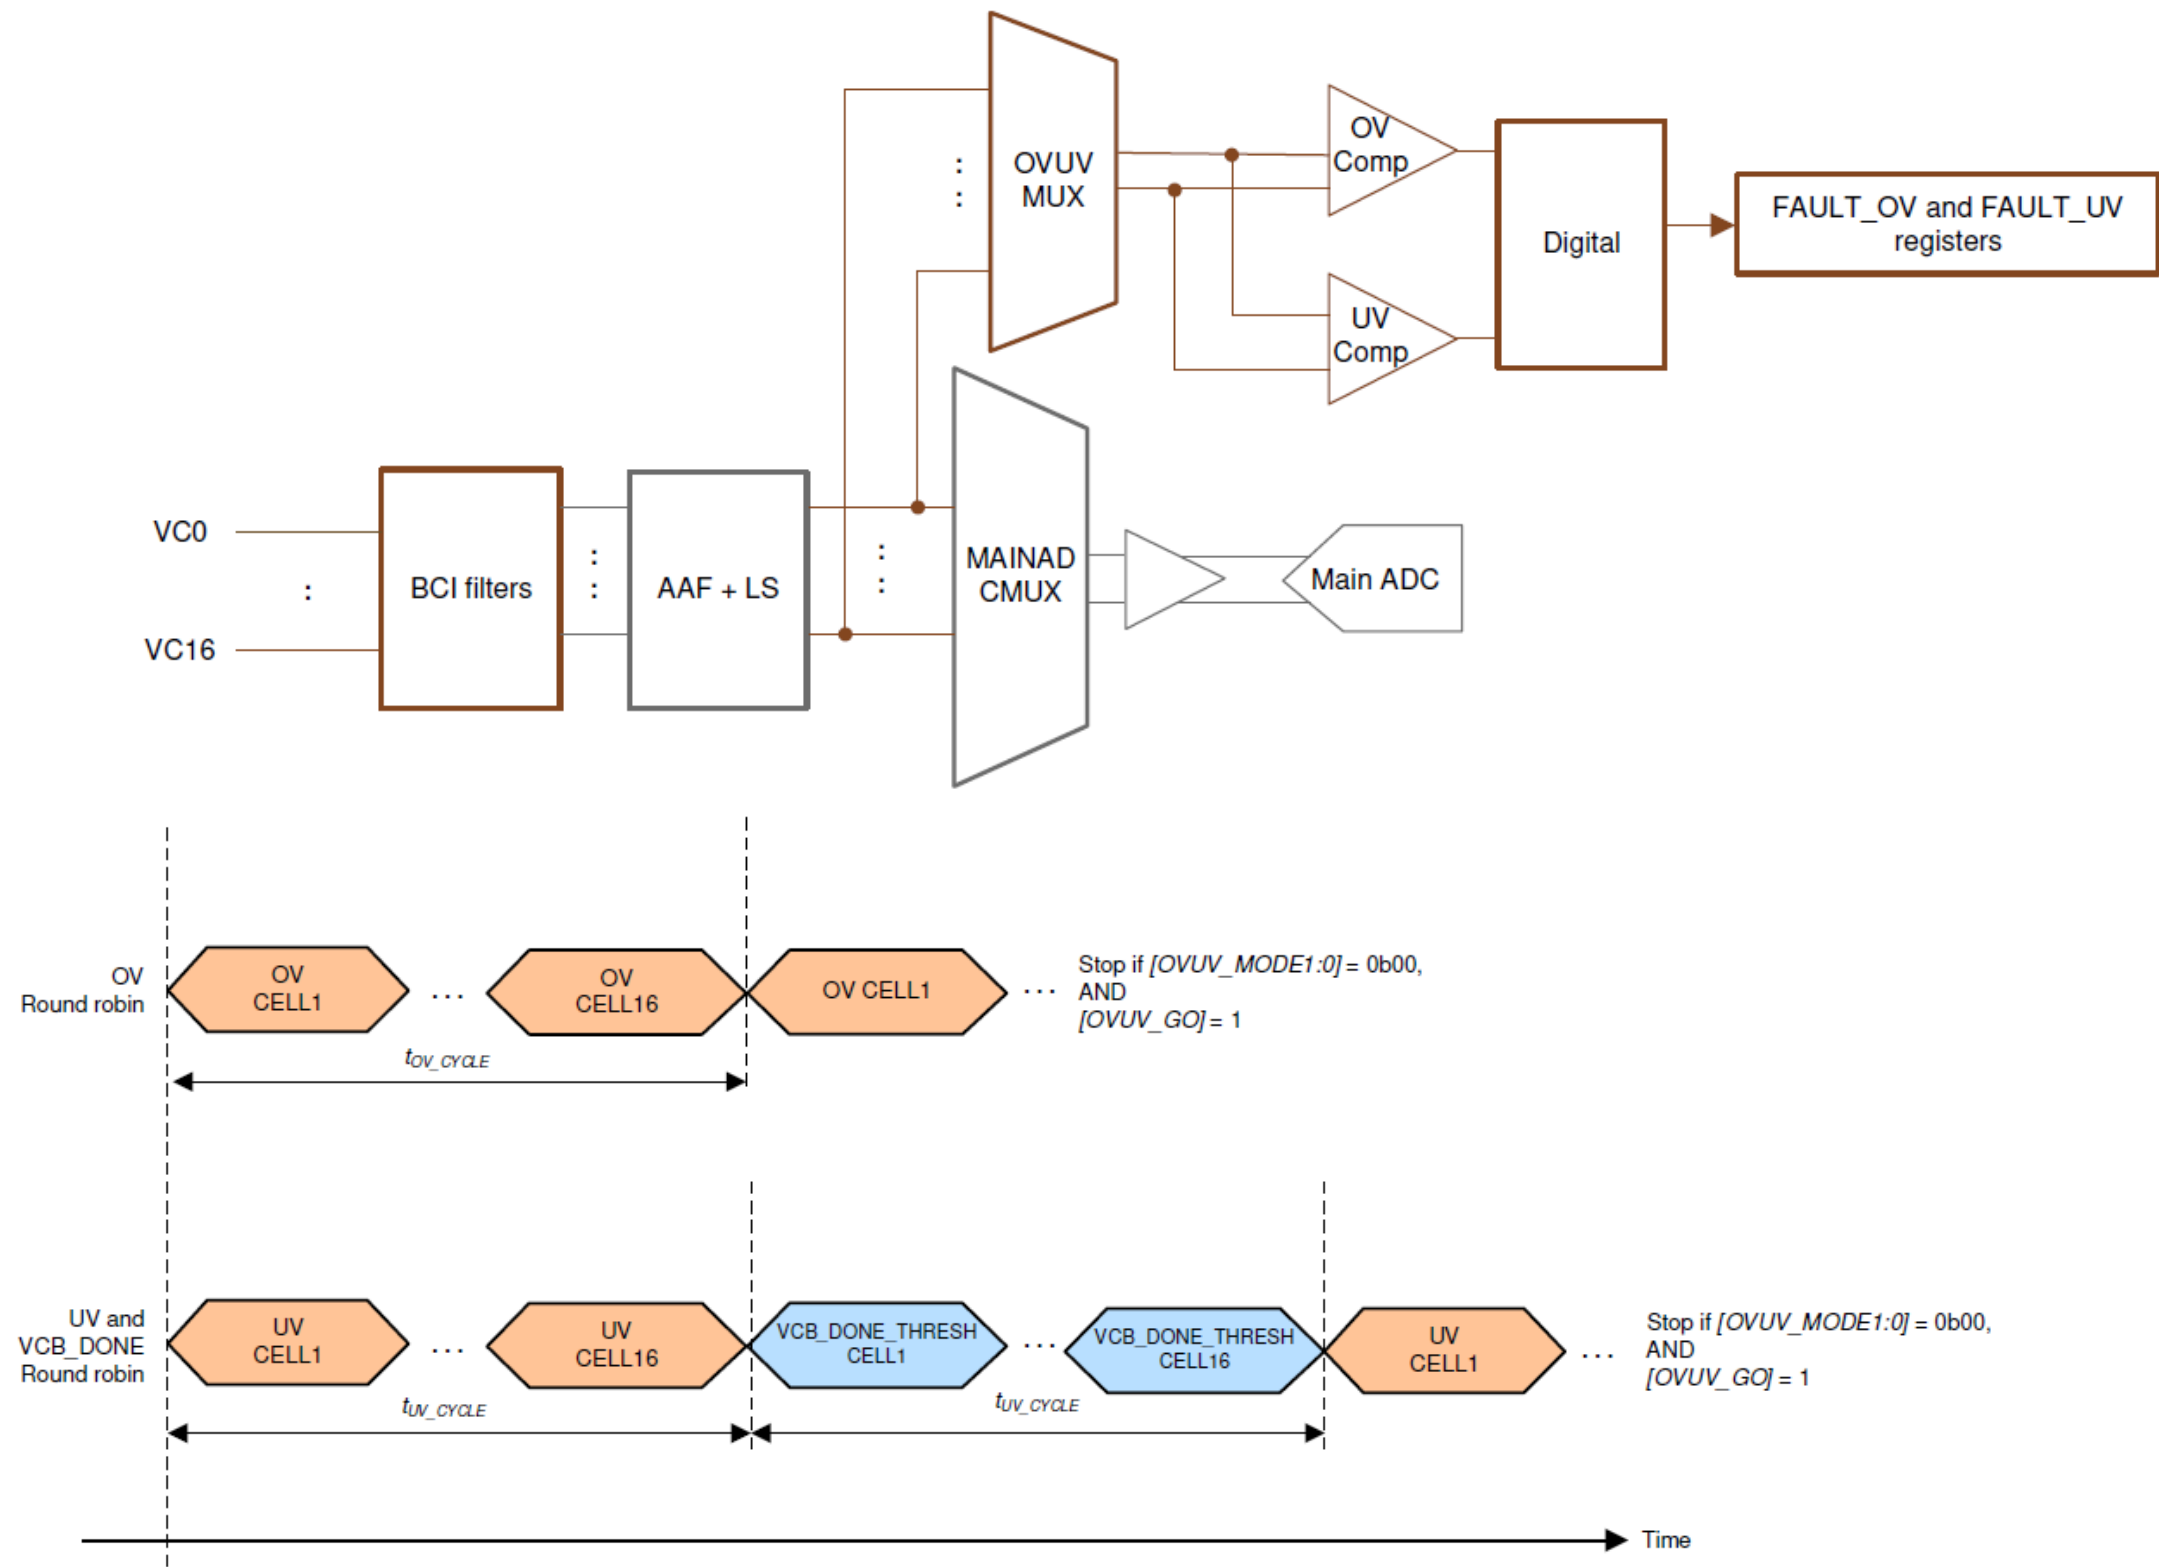 OVUV
MUX
OV
Comp
UV
Comp
Digital
FAULT_OV and FAULT_UV
registers
VC0
:
VC16
BCI filters
:
:
AAF + LS
:
:
:
:
MAINAD
CMUX
Main ADC
OV
Round robin
OV
CELL1
...
OV
CELL16
OV CELL1
...
Stop if [OVUV_MODE1:0] = 0b00,
AND
[OVUV_GO] = 1
tOV_CYCLE
UV and
VCB_DONE
Round robin
UV
CELL1
...
UV
CELL16
VCB_DONE_THRESH
CELL1
...
VCB_DONE_THRESH
CELL16
UV
CELL1
...
Stop if [OVUV_MODE1:0] = 0b00,
AND
[OVUV_GO] = 1
tUV_CYCLE
tUV_CYCLE
Time